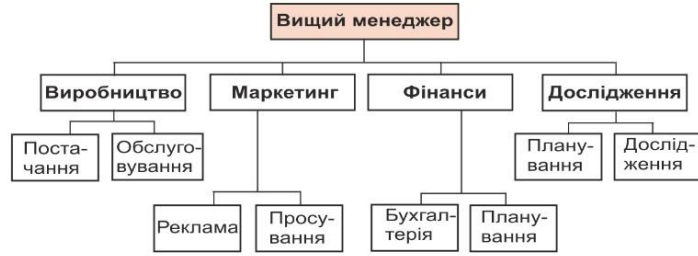 Вищий менеджер
Виробництво
Маркетинг
Фінанси
Дослідження
Поста-
чання
Обслуго-
вування
Плану-
вання
Дослід-
ження
Реклама
Просу-
вання
Бухгал-
терія
Плану-
вання